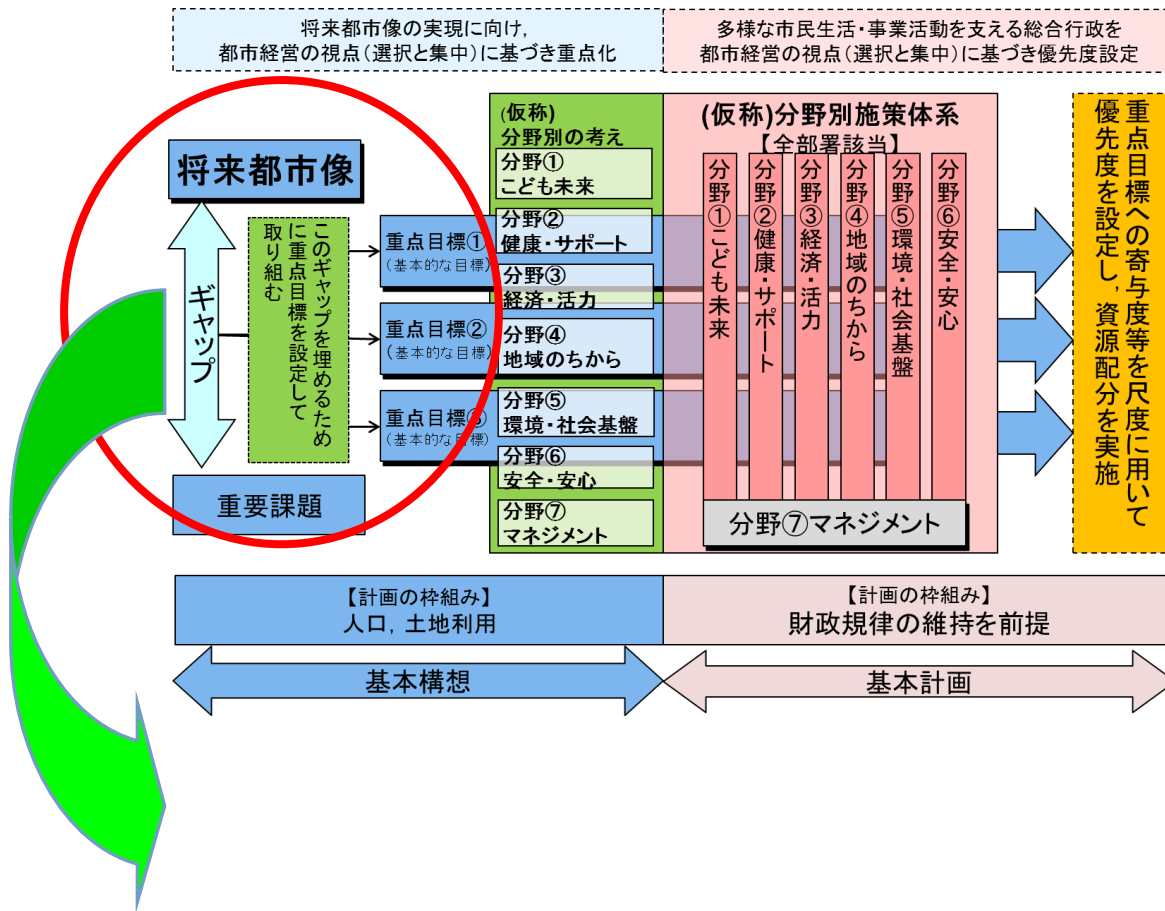 将来都市像の実現に向け，
都市経営の視点（選択と集中）に基づき重点化
多様な市民生活・事業活動を支える総合行政を
都市経営の視点（選択と集中）に基づき優先度設定
将来都市像
ギャップ
このギャップを埋めるため
に重点目標を設定して
取り組む
重要課題
重点目標①
（基本的な目標）
重点目標②
（基本的な目標）
重点目標③
（基本的な目標）
(仮称)
分野別の考え
分野①
こども未来
分野②
健康・サポート
分野③
経済・活力
分野④
地域のちから
分野⑤
環境・社会基盤
分野⑥
安全・安心
分野⑦
マネジメント
(仮称)分野別施策体系
【全部署該当】
分野①こども未来
分野②健康・サポート
分野③経済・活力
分野④地域のちから
分野⑤環境・社会基盤
分野⑥安全・安心
分野⑦マネジメント
重点目標への寄与度等を尺度に用いて
優先度を設定し，資源配分を実施
【計画の枠組み】
人口，土地利用
【計画の枠組み】
財政規律の維持を前提
基本構想
基本計画